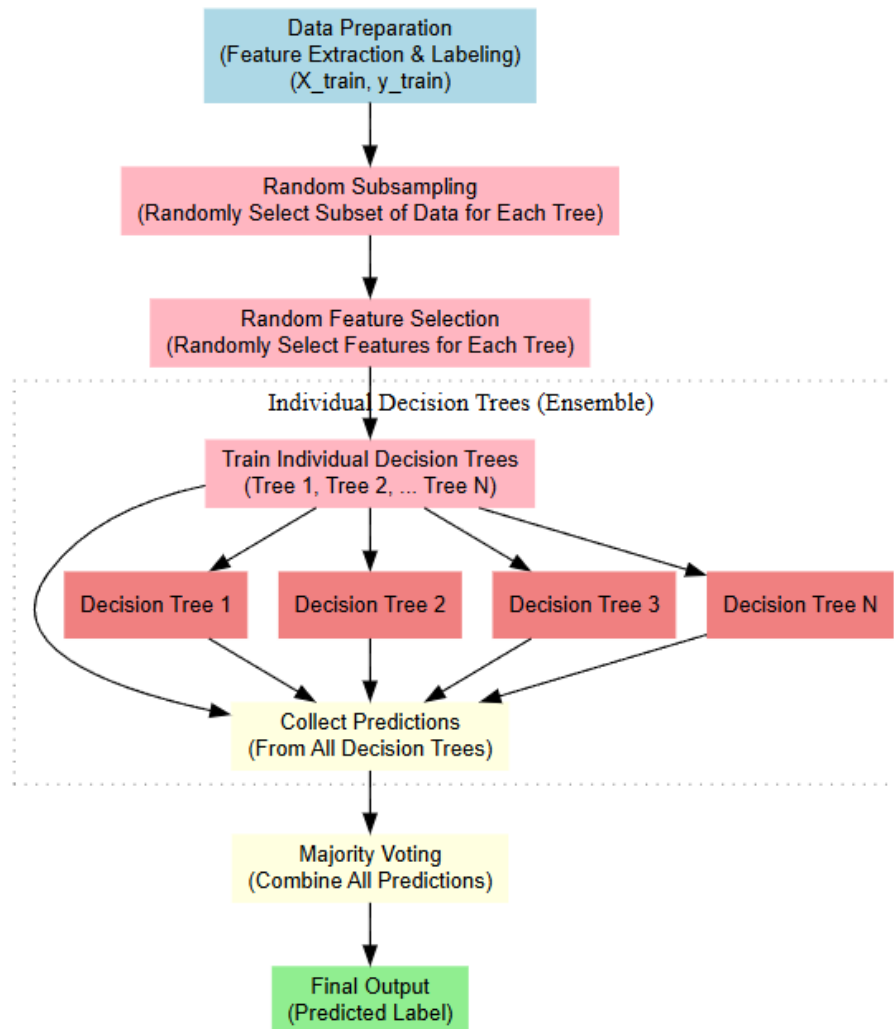 Data Preparation
(Feature Extraction & Labeling)
(X_train, y_train)
Random Subsampling
(Randomly Select Subset of Data for Each Tree)
Random Feature Selection
(Randomly Select Features for Each Tree)
Individual Decision Trees (Ensemble)
Train Individual Decision Trees
(Tree 1, Tree 2, ... Tree N)
Decision Tree 1
Decision Tree 2
Decision Tree 3
Decision Tree N
Collect Predictions
(From All Decision Trees)
Majority Voting
(Combine All Predictions)
Final Output
(Predicted Label)